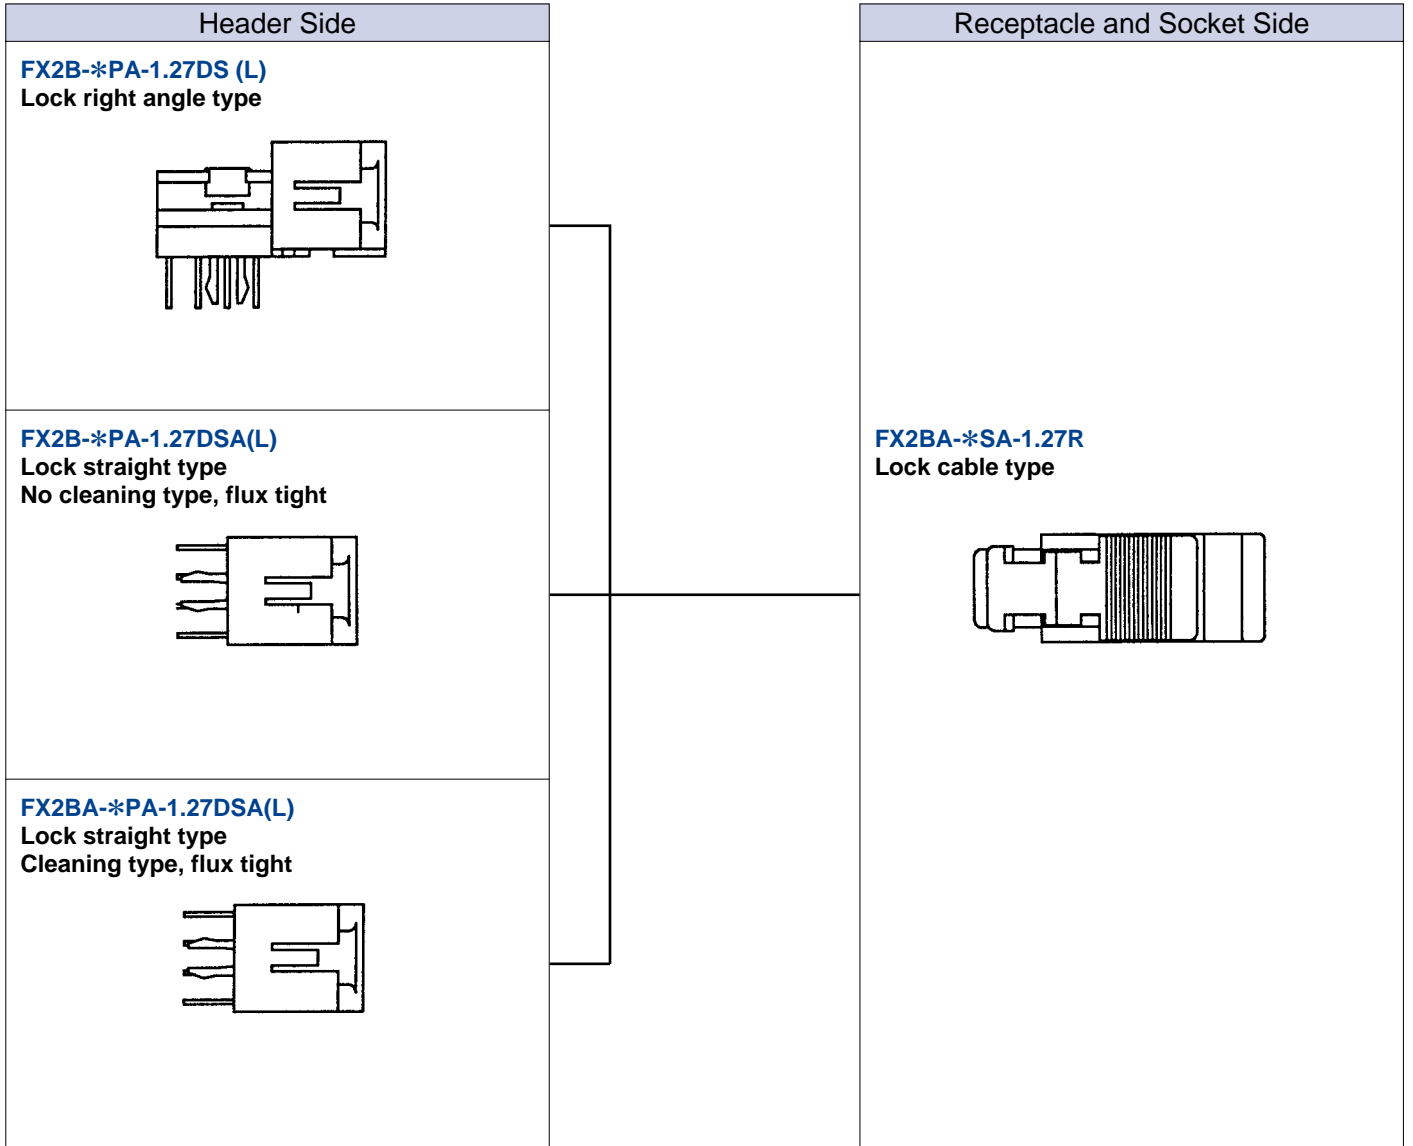 Header Side
FX2B-*PA-1.27DS (L)
Lock right angle type
FX2B-*PA-1.27DSA(L)
Lock straight type
No cleaning type, flux tight
FX2BA-*PA-1.27DSA(L)
Lock straight type
Cleaning type, flux tight
Receptacle and Socket Side
FX2BA-*SA-1.27R
Lock cable type